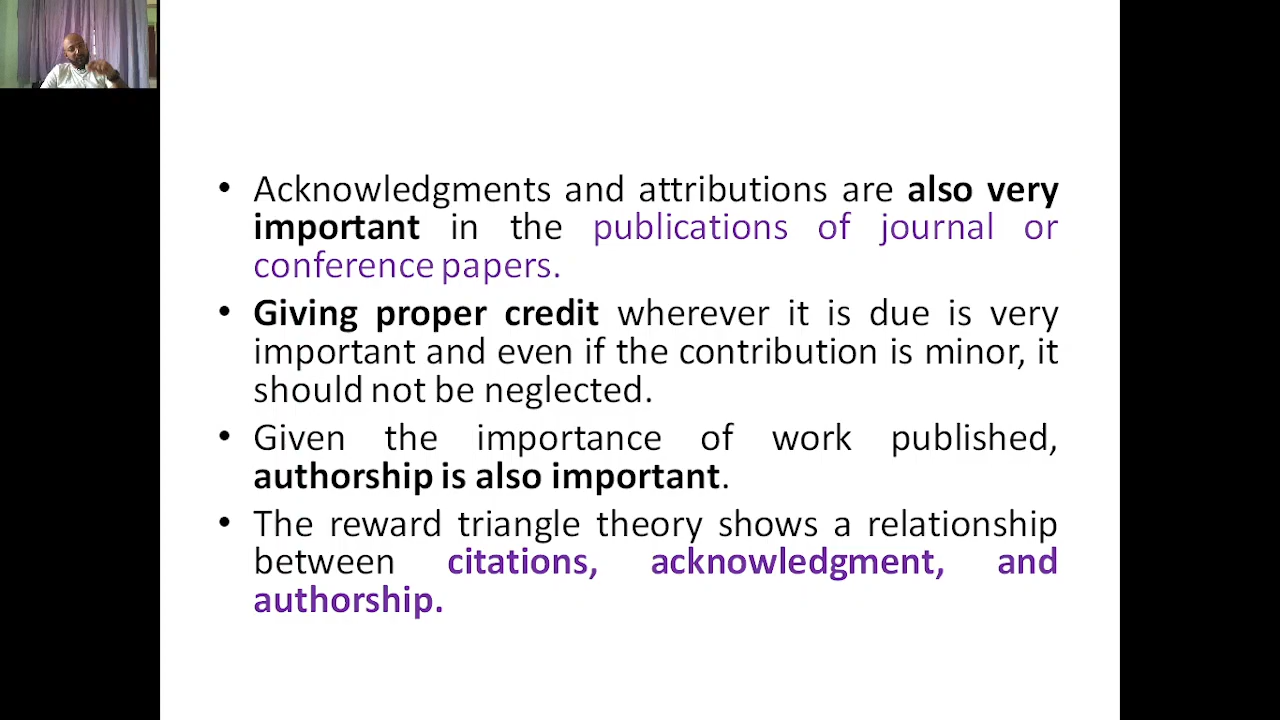 • Acknowledgments and attributions are also very
important in the publications of journal or
conference papers.
• Giving proper credit wherever it is due is very
important and even if the contribution is minor, it
should not be neglected.
• Given the importance of work published,
authorship is also important.
• The reward triangle theory shows a relationship
between citations, acknowledgment, and
authorship.